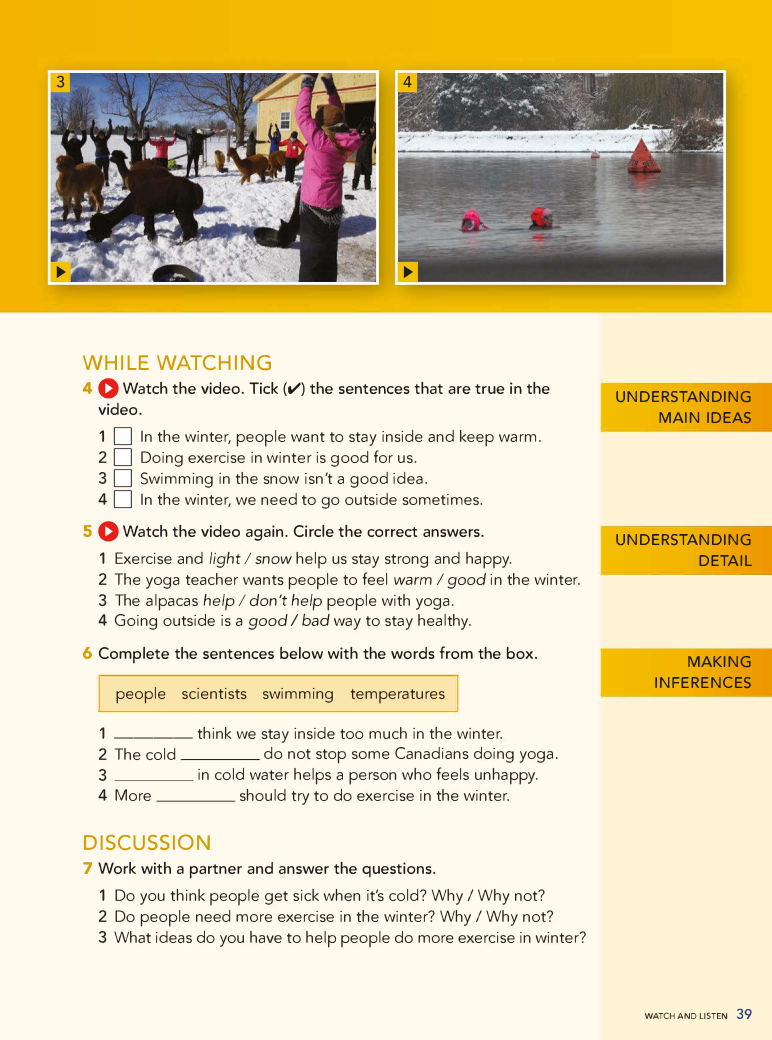 3
4
WHILE WATCHING
4 Watch the video. Tick (✔) the sentences that are true in the
video.
1 In the winter, people want to stay inside and keep warm.
2 Doing exercise in winter is good for us.
3 Swimming in the snow isn't a good idea.
4 In the winter, we need to go outside sometimes.
UNDERSTANDING
MAIN IDEAS
5 Watch the video again. Circle the correct answers.
1 Exercise and light / snow help us stay strong and happy.
2 The yoga teacher wants people to feel warm / good in the winter.
3 The alpacas help / don't help people with yoga.
4 Going outside is a good / bad way to stay healthy.
UNDERSTANDING
DETAIL
6 Complete the sentences below with the words from the box.
people scientists swimming temperatures
1 __________ think we stay inside too much in the winter.
2 The cold __________ do not stop some Canadians doing yoga.
3 __________ in cold water helps a person who feels unhappy.
4 More __________ should try to do exercise in the winter.
MAKING
INFERENCES
DISCUSSION
7 Work with a partner and answer the questions.
1 Do you think people get sick when it's cold? Why / Why not?
2 Do people need more exercise in the winter? Why / Why not?
3 What ideas do you have to help people do more exercise in winter?
WATCH AND LISTEN 39